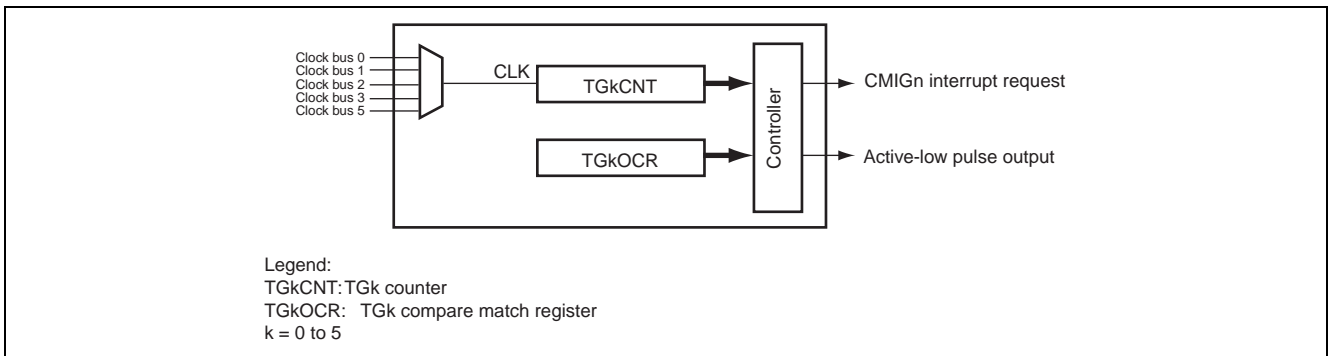 Clock bus 0
Clock bus 1
Clock bus 2
Clock bus 3
Clock bus 5
CLK
TGkCNT
TGkOCR
Controller
CMIGn interrupt request
Active-low pulse output
Legend:
TGkCNT: TGk counter
TGkOCR: TGk compare match register
k = 0 to 5